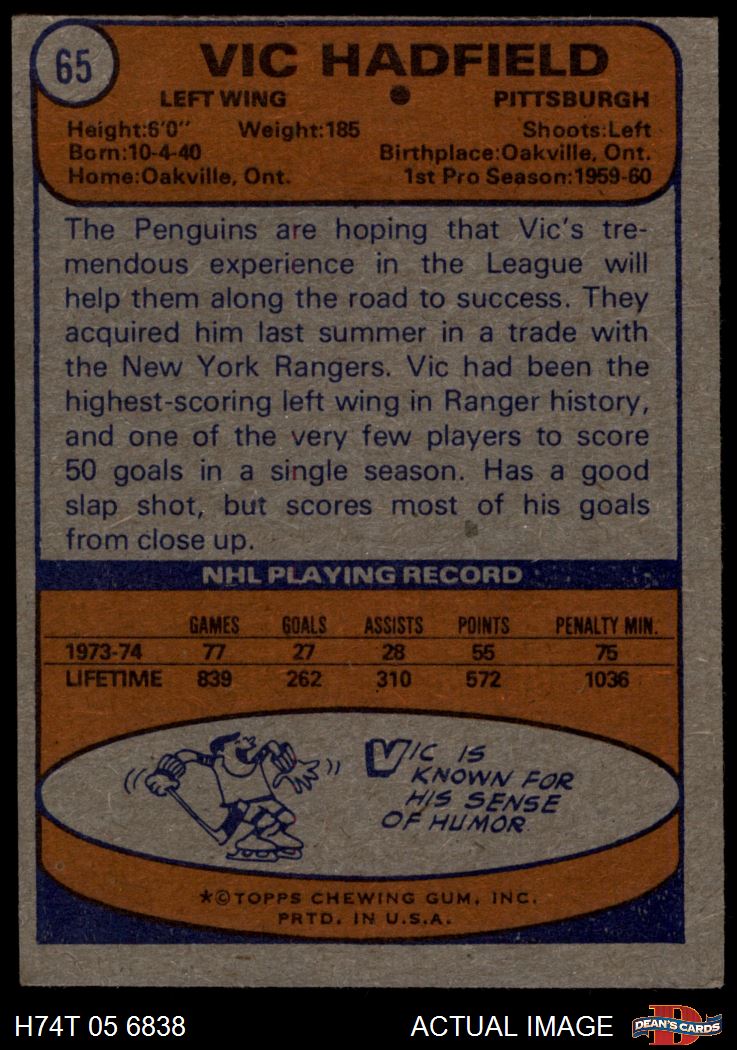 65
VIC HADFIELD
LEFT WING
PITTSBURGH
Height:6'0" Weight:185 Shoots:Left
Born:10-4-40 Birthplace:Oakville, Ont.
Home:Oakville, Ont. 1st Pro Season:1959-60
The Penguins are hoping that Vic's tre-
mendous experience in the League will
help them along the road to success. They
acquired him last summer in a trade with
the New York Rangers. Vic had been the
highest-scoring left wing in Ranger history,
and one of the very few players to score
50 goals in a single season. Has a good
slap shot, but scores most of his goals
from close up.
NHL PLAYING RECORD
GAMES GOALS ASSISTS POINTS PENALTY MIN.
1973-74 77 27 28 55 75
LIFETIME 839 262 310 572 1036
VIC IS
KNOWN FOR
HIS SENSE
OF HUMOR
*©TOPPS CHEWING GUM, INC.
PRTD. IN U.S.A.
H74T 05 6838
ACTUAL IMAGE
D
DEAN'S CARDS